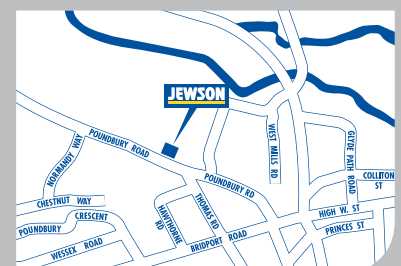 JEWSON
POUNDBURY ROAD
NORMANDY WAY
WEST MILLS RD
GLYDE PATH ROAD
COLLITON
ST
POUNDBURY RD
CHESTNUT WAY
CRESCENT
POUNDBURY
WESSEX ROAD
HAWTHORNE
RD
THOMAS RD
BRIDPORT ROAD
HIGH W. ST
PRINCES ST